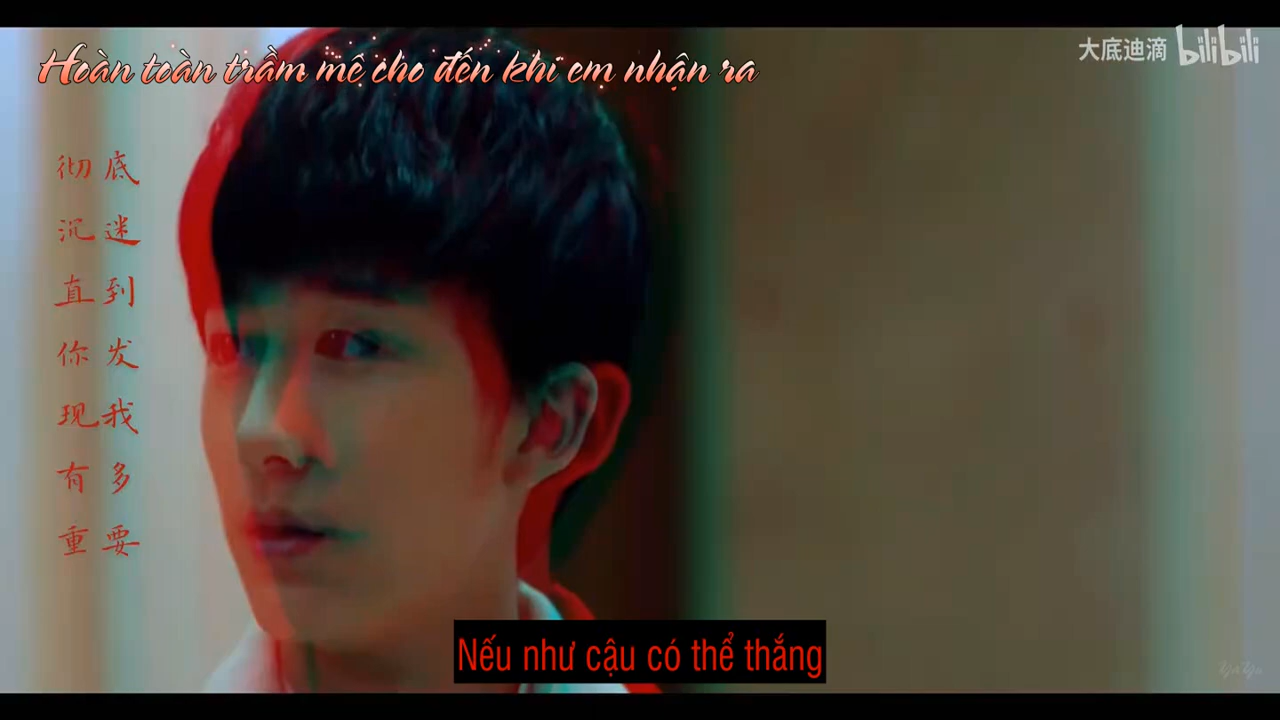 Hoàn toàn trầm mê cho đến khi em nhận ra
大底迪滴 bilibili
彻底
沉迷
直到
你发
现我
有多
重要
Nếu như cậu có thể thắng